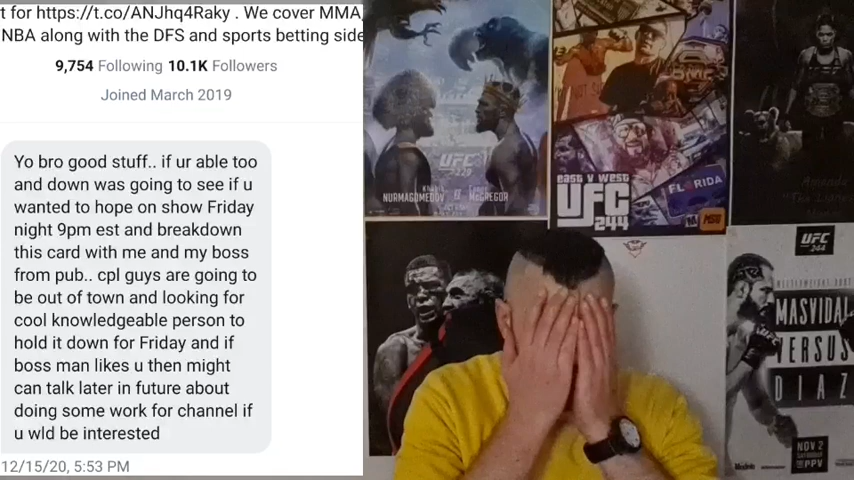 t for https://t.co/ANJhq4Raky . We cover MMA,
NBA along with the DFS and sports betting side
9,754 Following 10.1K Followers
Joined March 2019
Yo bro good stuff.. if ur able too
and down was going to see if u
wanted to hope on show Friday
night 9pm est and breakdown
this card with me and my boss
from pub.. cpl guys are going to
be out of town and looking for
cool knowledgeable person to
hold it down for Friday and if
boss man likes u then might
can talk later in future about
doing some work for channel if
u wld be interested
12/15/20, 5:53 PM
UFC
229
Khabib
NURMAGOMEDOV
McGREGOR
east v west
UFC
244
FLORIDA
Amanda
UFC
244
MASVIDAL
VERSUS
DIAZ
NOV 2
PPV